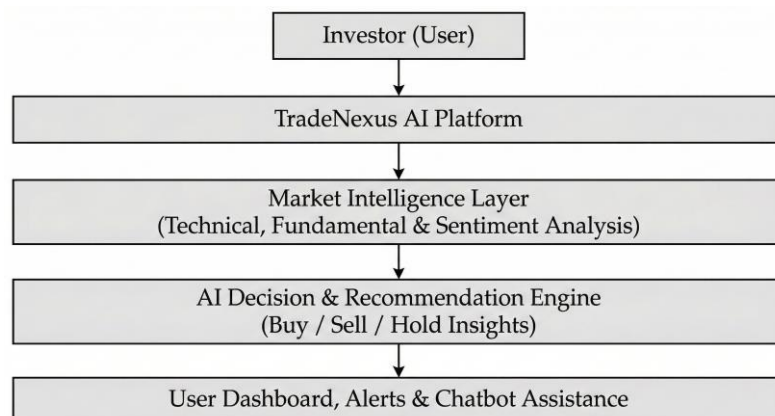 Investor (User)
TradeNexus AI Platform
Market Intelligence Layer
(Technical, Fundamental & Sentiment Analysis)
AI Decision & Recommendation Engine
(Buy / Sell / Hold Insights)
User Dashboard, Alerts & Chatbot Assistance